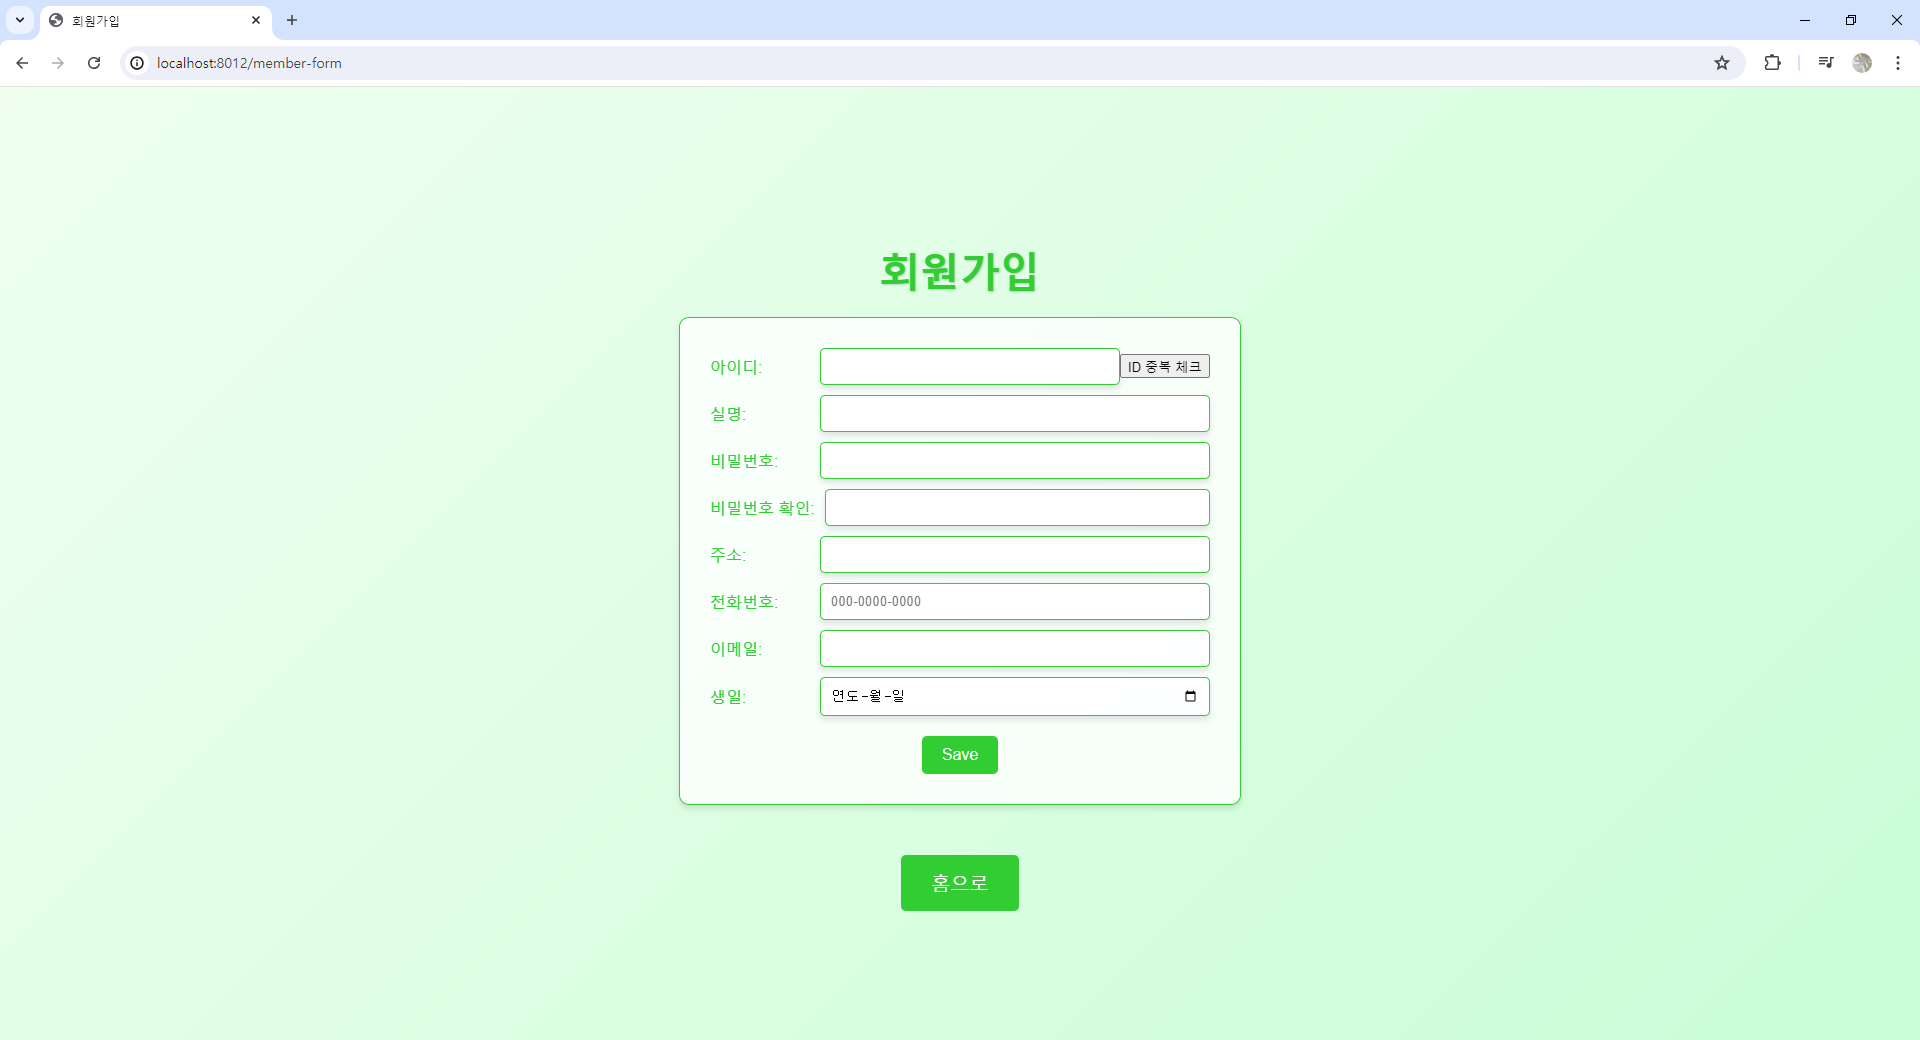 회원가입
localhost:8012/member-form
회원가입
아이디:
ID 중복 체크
실명:
비밀번호:
비밀번호 확인:
주소:
전화번호:
000-0000-0000
이메일:
생일:
연도-월-일
Save
홈으로